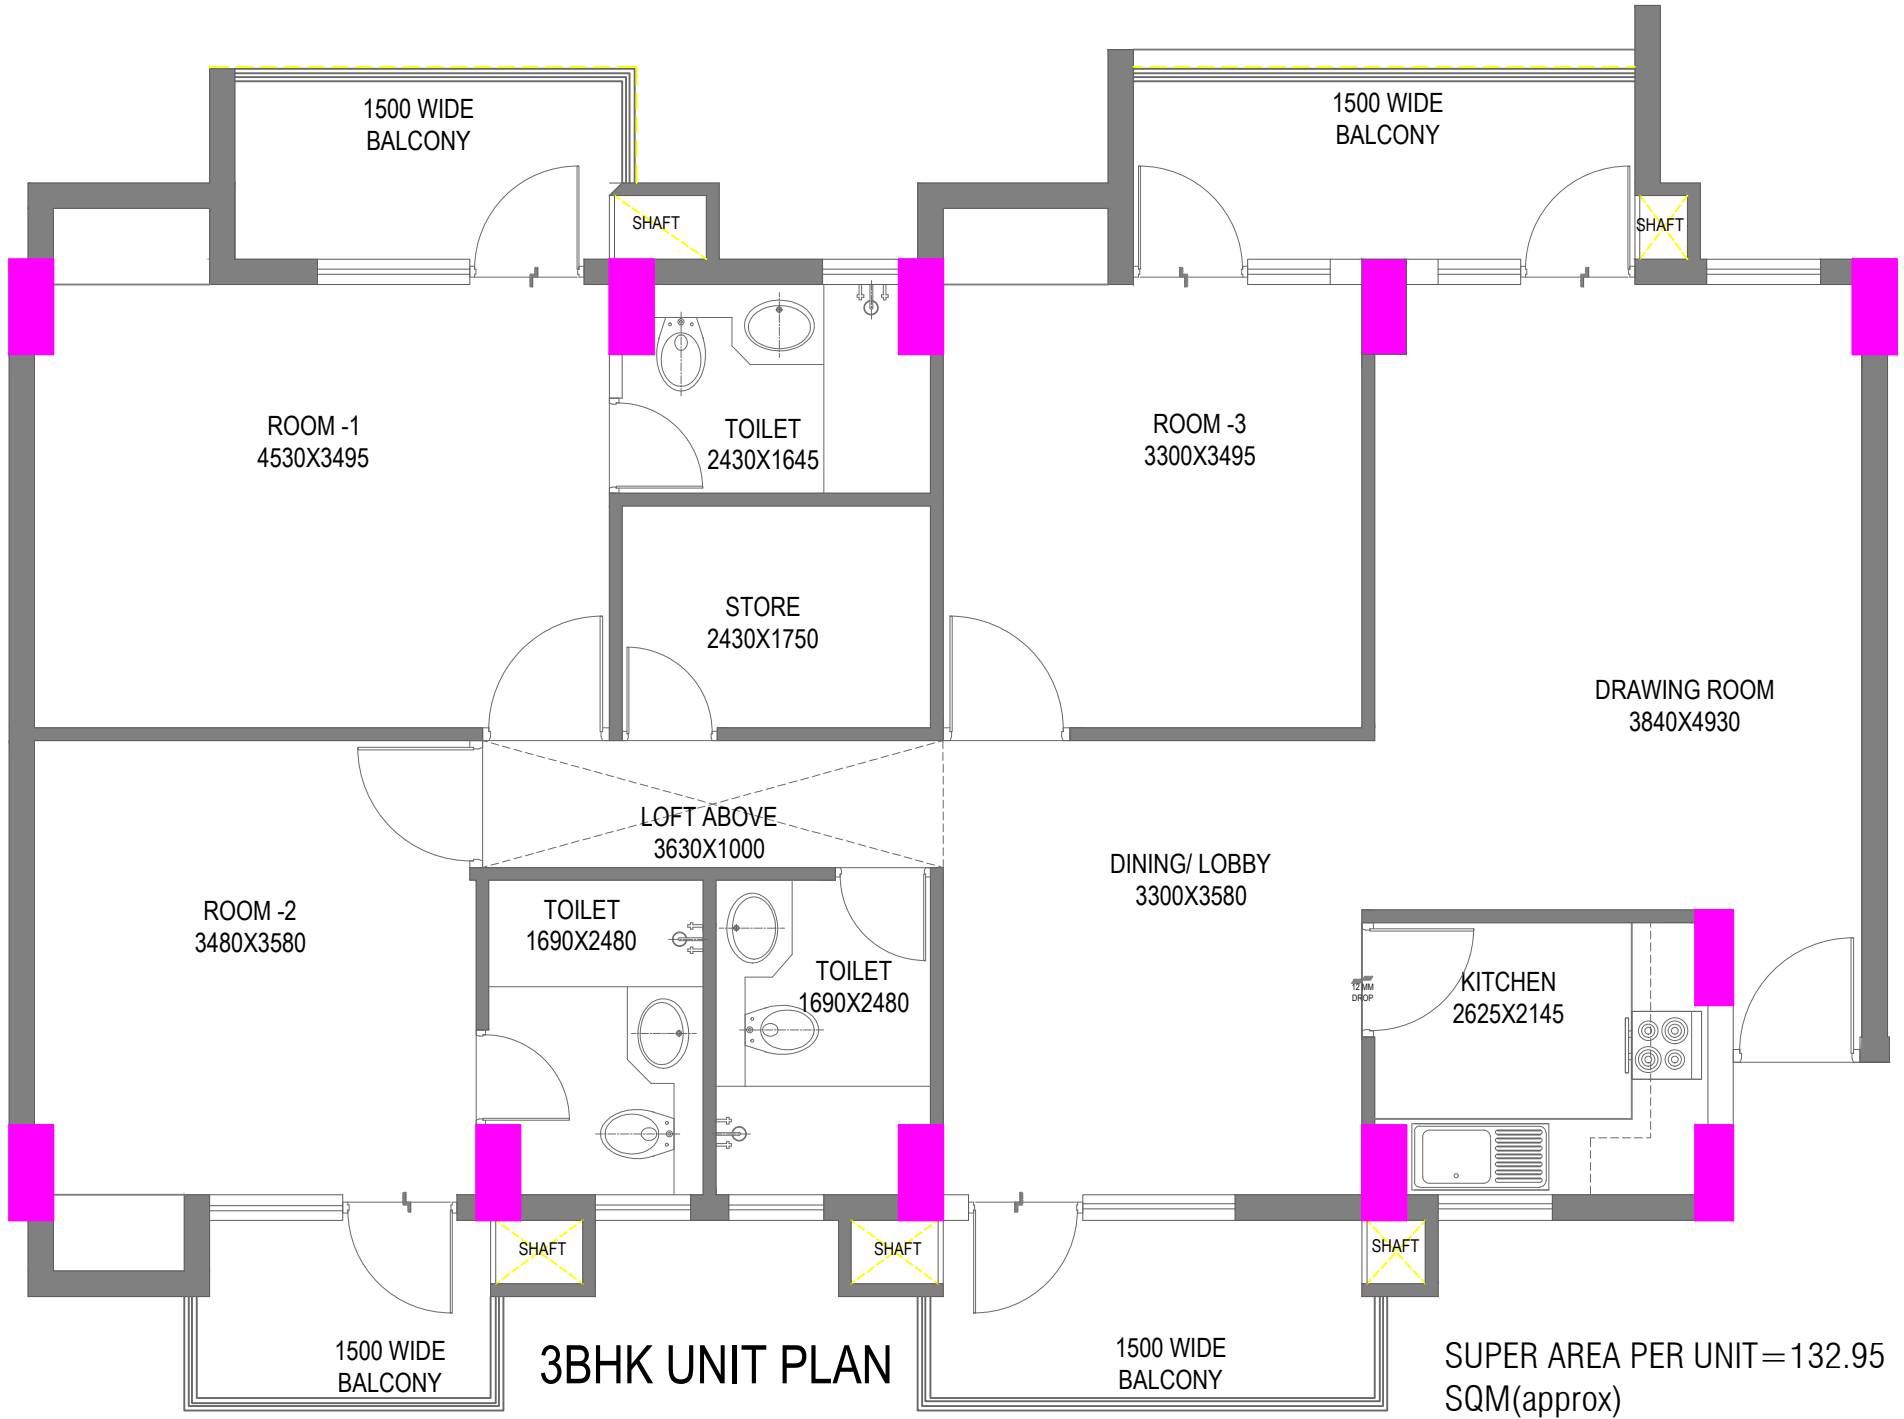 1500 WIDE
BALCONY
1500 WIDE
BALCONY
SHAFT
SHAFT
ROOM -1
4530X3495
TOILET
2430X1645
ROOM -3
3300X3495
STORE
2430X1750
DRAWING ROOM
3840X4930
LOFT ABOVE
3630X1000
DINING/ LOBBY
3300X3580
ROOM -2
3480X3580
TOILET
1690X2480
TOILET
1690X2480
12 MM
DROP
KITCHEN
2625X2145
SHAFT
SHAFT
SHAFT
1500 WIDE
BALCONY
3BHK UNIT PLAN
1500 WIDE
BALCONY
SUPER AREA PER UNIT=132.95
SQM(approx)